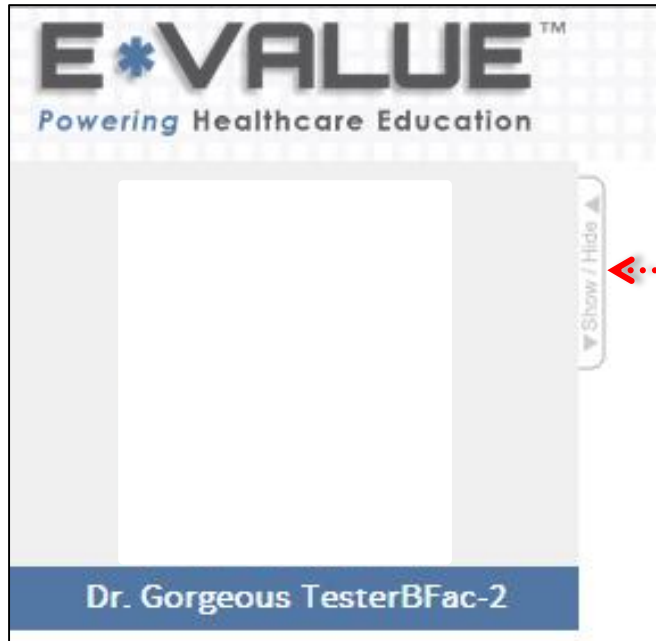 E*VALUE™
Powering Healthcare Education
▼Show / Hide ▲
Dr. Gorgeous TesterBFac-2